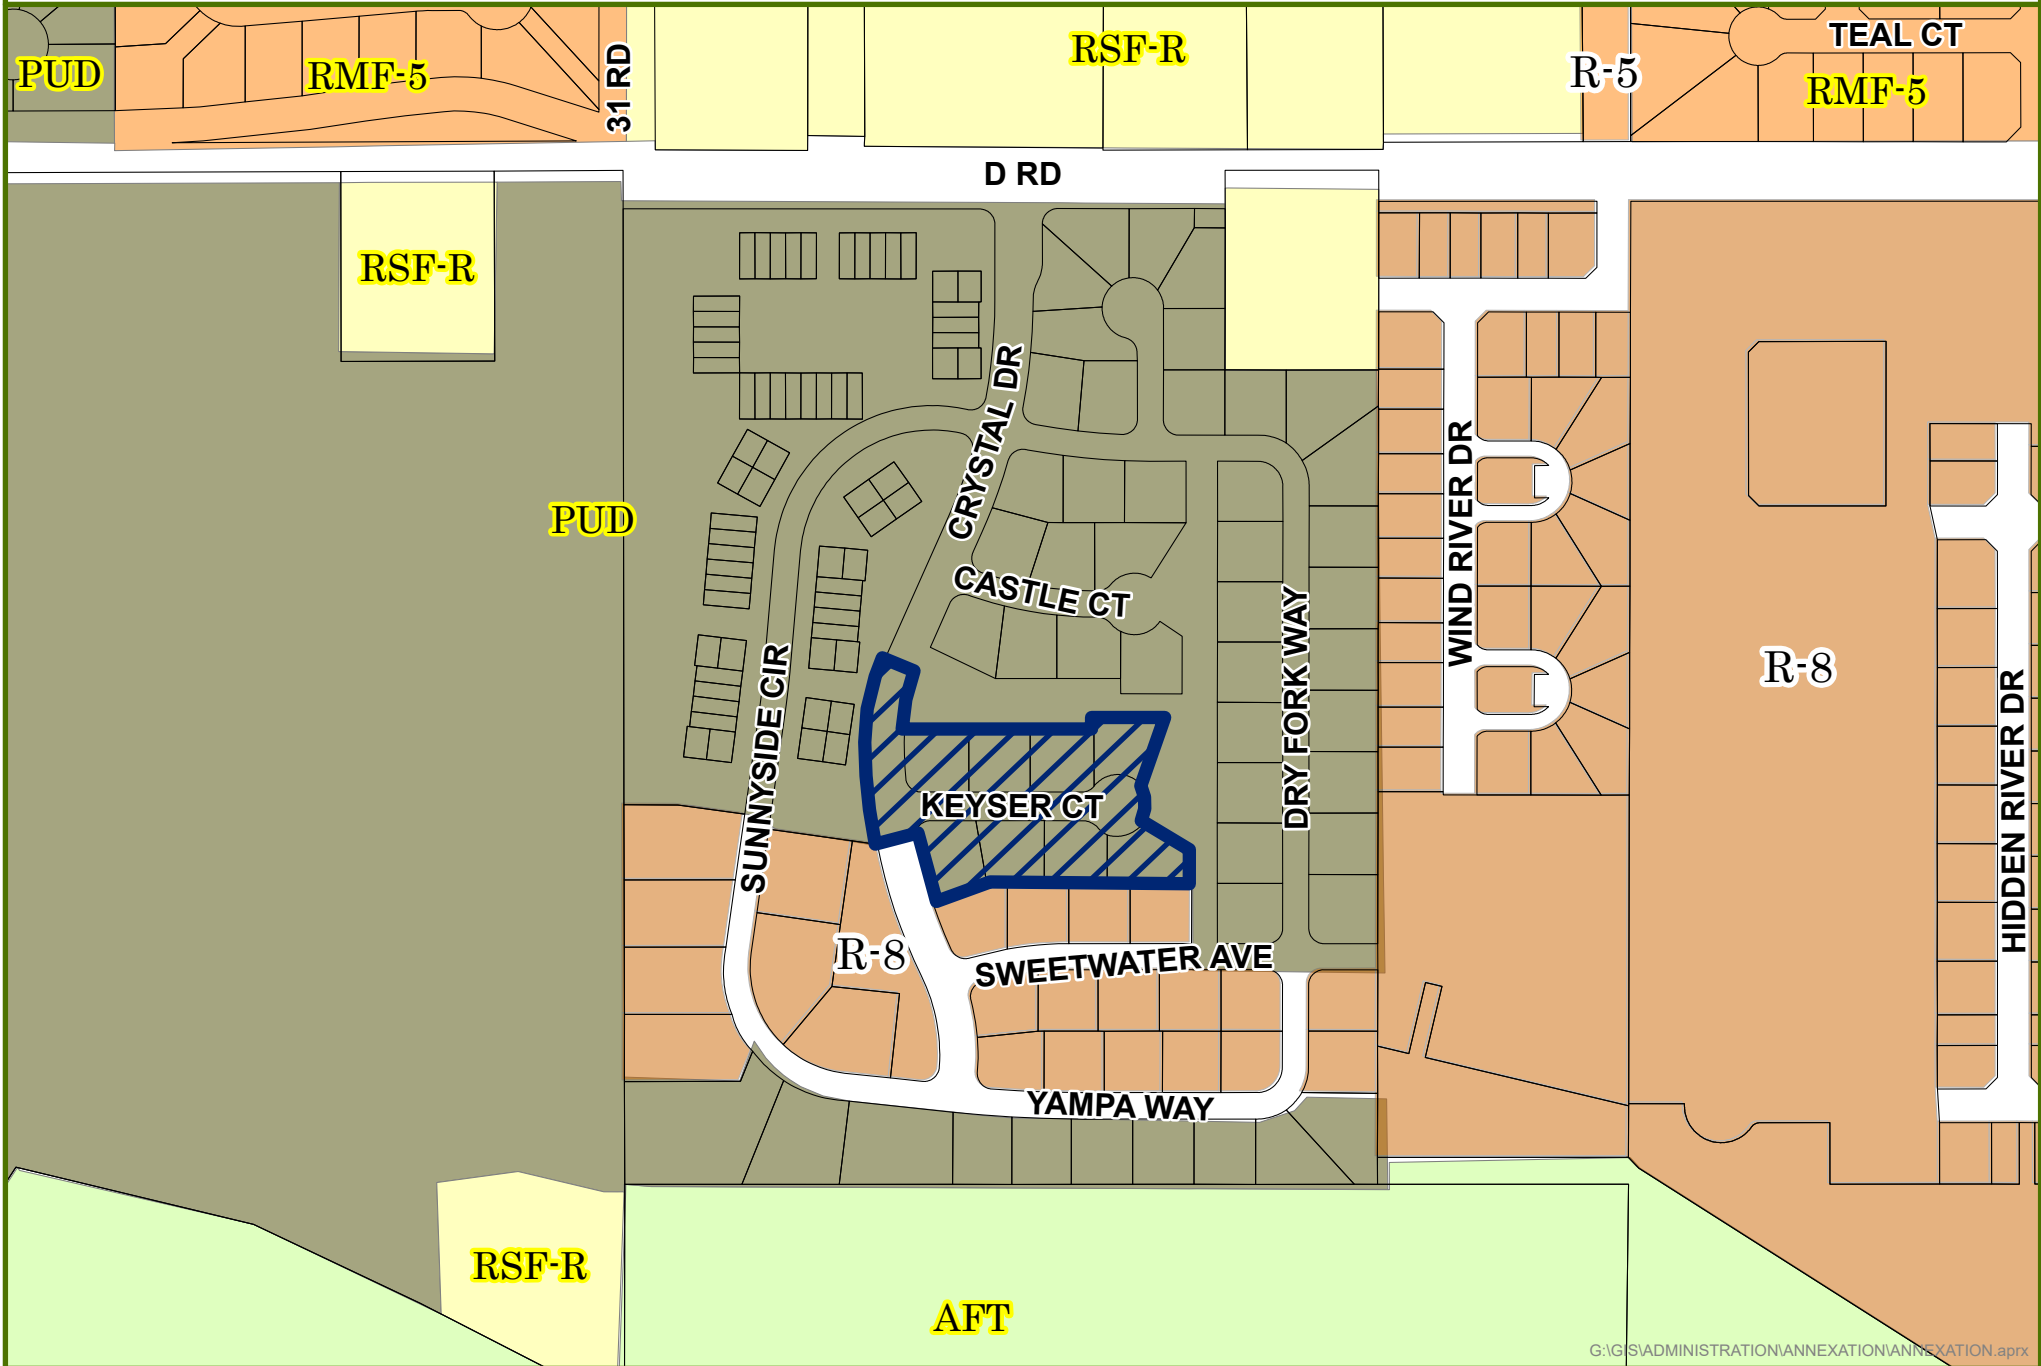 TEAL CT
RSF-R
PUD
RMF-5
31 RD
R-5
RMF-5
D RD
RSF-R
CRYSTAL DR
PUD
CASTLE CT
WIND RIVER DR
DRY FORK WAY
R-8
SUNNYSIDE CIR
KEYSER CT
HIDDEN RIVER DR
R-8
SWEETWATER AVE
YAMPA WAY
RSF-R
AFT
G:\GIS\ADMINISTRATION\ANNEXATION\ANNEXATION.aprx